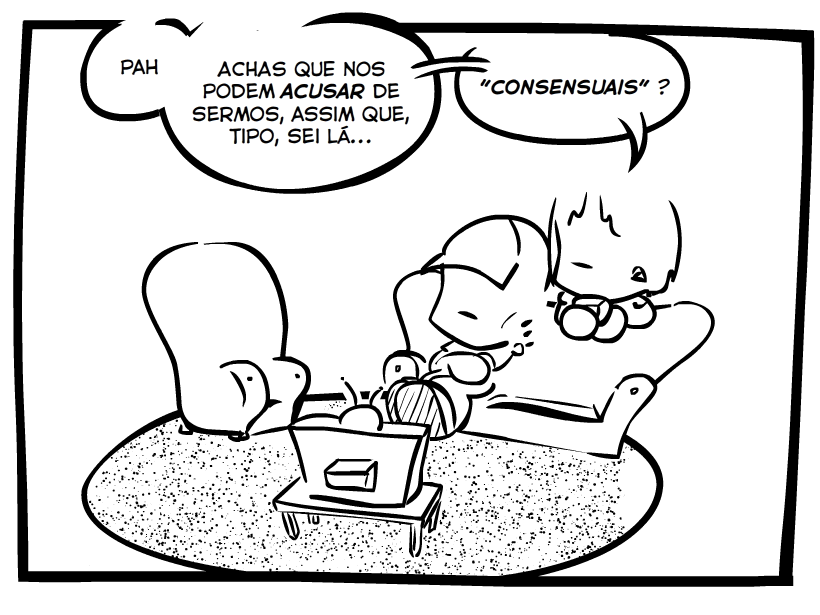 PAH
ACHAS QUE NOS
PODEM ACUSAR DE
SERMOS, ASSIM QUE,
TIPO, SEI LÁ...
"CONSENSUAIS" ?